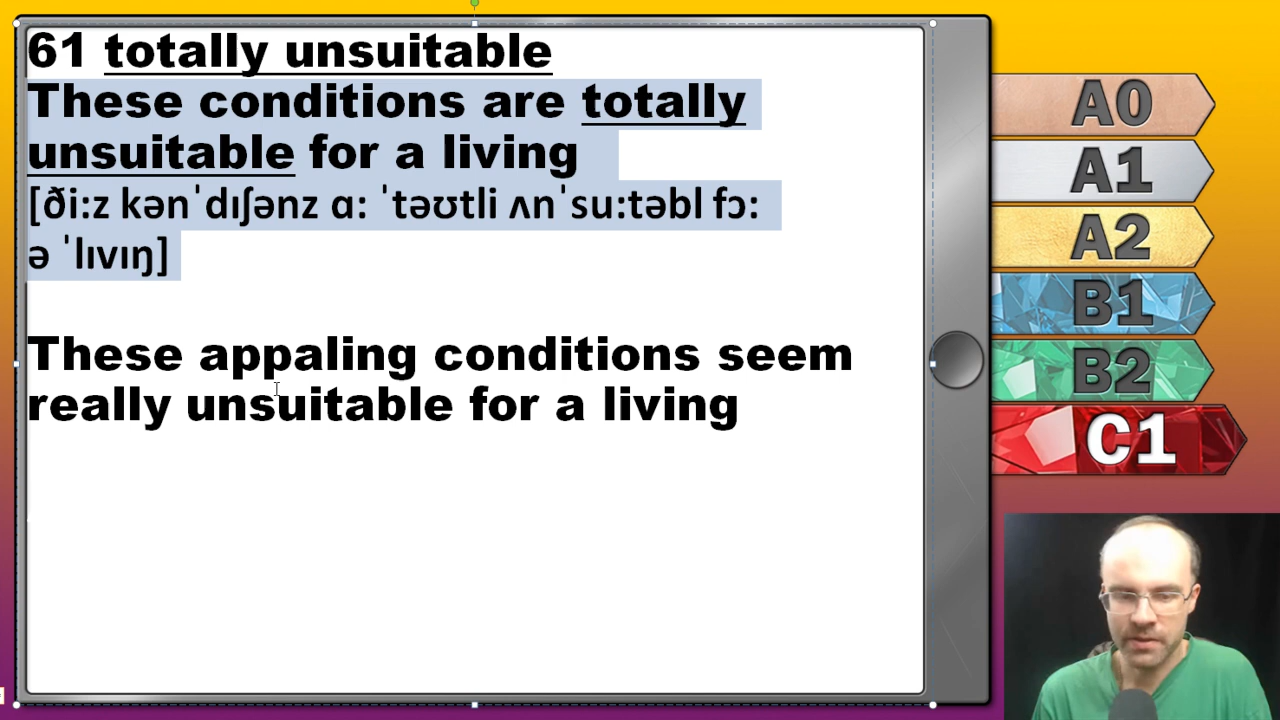 61 totally unsuitable
These conditions are totally
unsuitable for a living
[ði:z kənˈdɪʃənz ɑ: ˈtəʊtli ʌnˈsu:təbl fɔ:
ə ˈlɪvɪŋ]
These appaling conditions seem
really unsuitable for a living
A0
A1
A2
B1
B2
C1